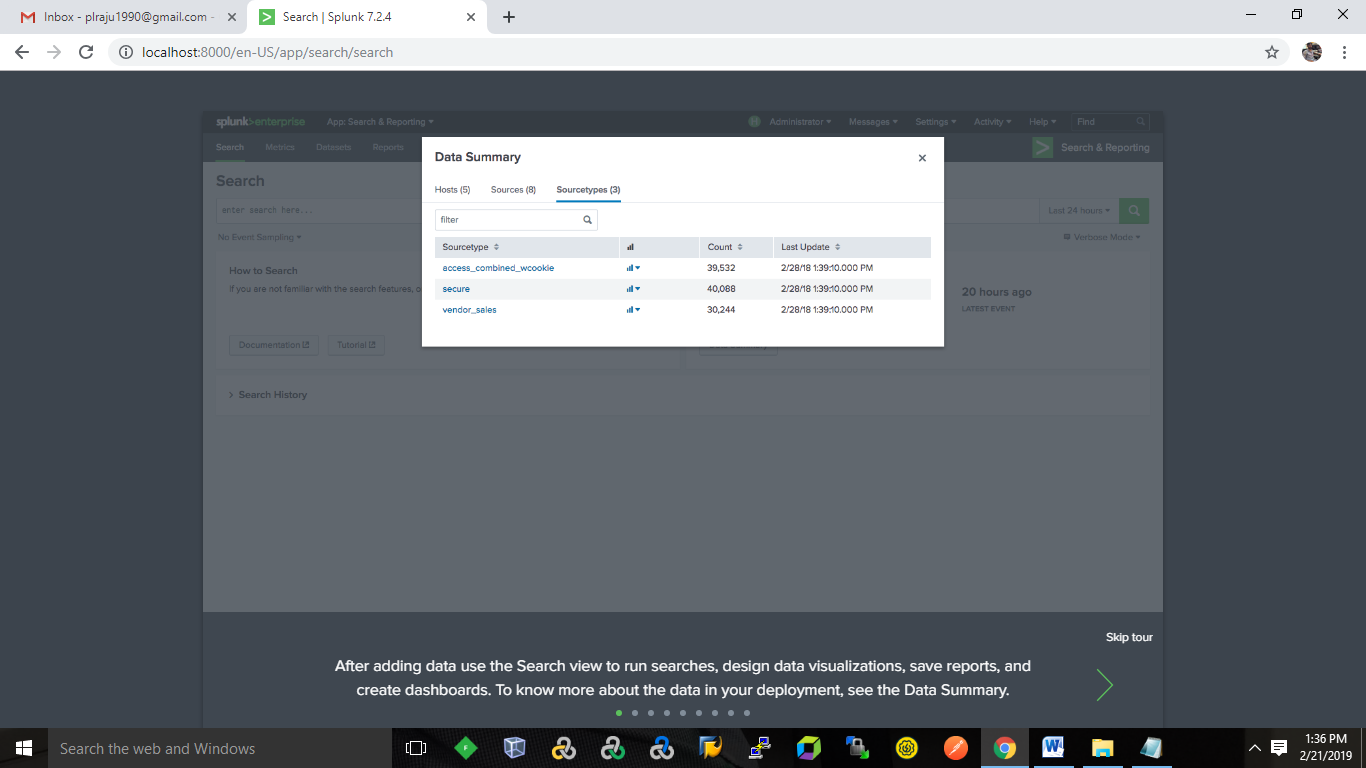 Inbox - plraju1990@gmail.com -
Search | Splunk 7.2.4
localhost:8000/en-US/app/search/search
splunk>enterprise App: Search & Reporting Administrator Messages Settings Activity Help Find
Search Metrics Datasets Reports Search & Reporting
Search
enter search here... Last 24 hours
No Event Sampling Verbose Mode
How to Search
If you are not familiar with the search features, o
20 hours ago
LATEST EVENT
Documentation Tutorial
Search History
Data Summary
Hosts (5) Sources (8) Sourcetypes (3)
filter
Sourcetype Count Last Update
access_combined_wcookie 39,532 2/28/18 1:39:10.000 PM
secure 40,088 2/28/18 1:39:10.000 PM
vendor_sales 30,244 2/28/18 1:39:10.000 PM
Skip tour
After adding data use the Search view to run searches, design data visualizations, save reports, and
create dashboards. To know more about the data in your deployment, see the Data Summary.
Search the web and Windows
1:36 PM
2/21/2019